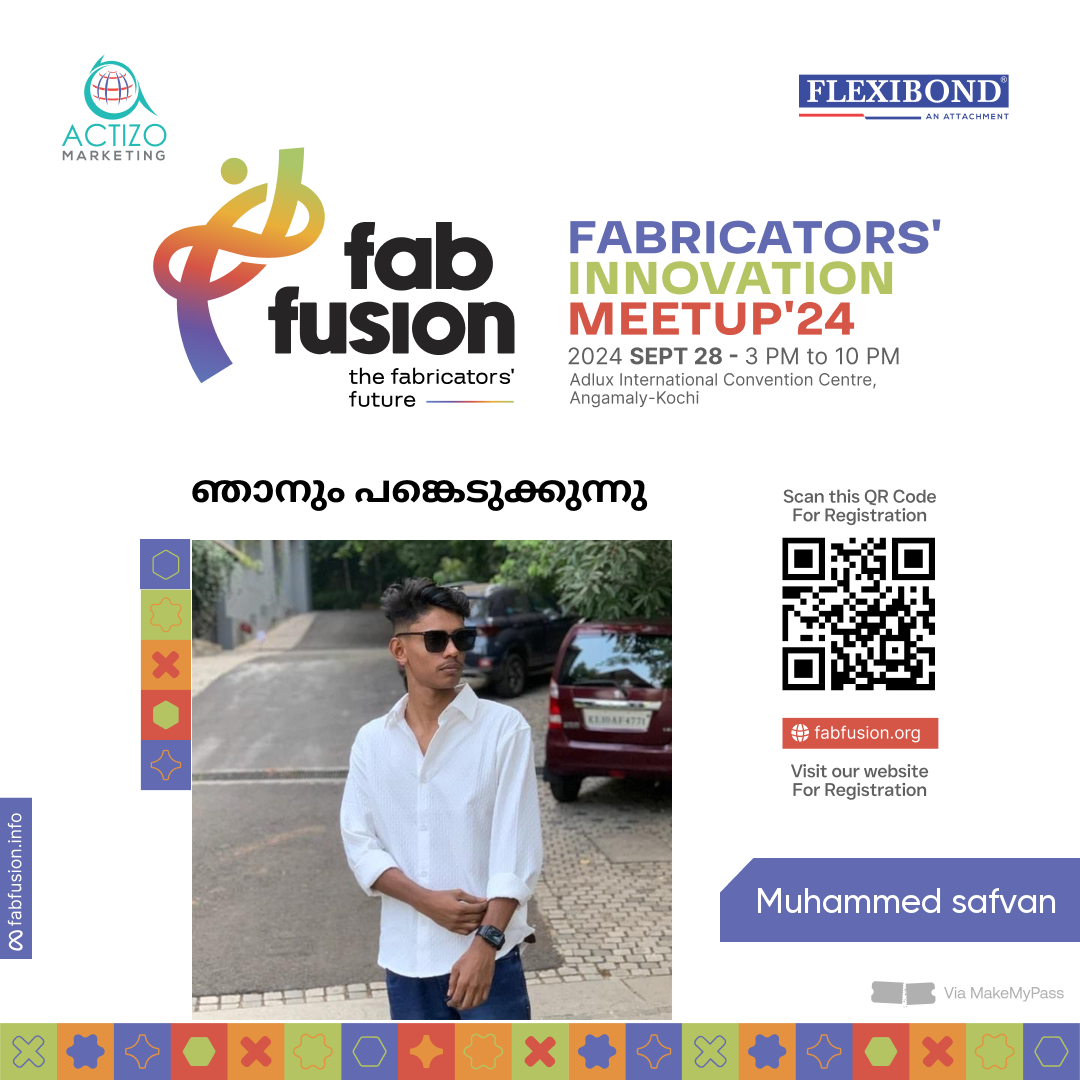 ACTIZO
MARKETING
FLEXIBOND®
AN ATTACHMENT
fab
fusion
the fabricators'
future
FABRICATORS'
INNOVATION
MEETUP'24
2024 SEPT 28 - 3 PM to 10 PM
Adlux International Convention Centre,
Angamaly-Kochi
ഞാനും പങ്കെടുക്കുന്നു
Scan this QR Code
For Registration
KL10AF4771
fabfusion.org
Visit our website
For Registration
fabfusion.info
Muhammed safvan
Via MakeMyPass